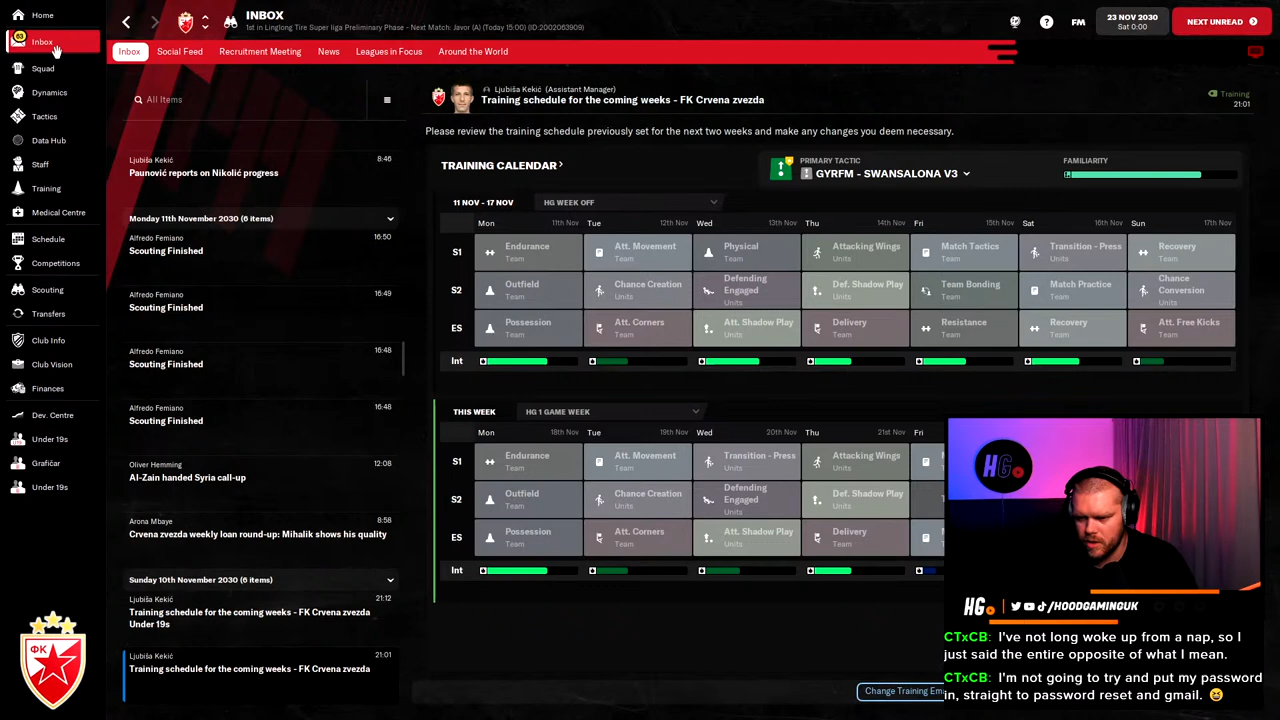 Home
63
Inbox
Squad
Dynamics
Tactics
Data Hub
Staff
Training
Medical Centre
Schedule
Competitions
Scouting
Transfers
Club Info
Club Vision
Finances
Dev. Centre
Under 19s
Grafičar
Under 19s
ФК
INBOX
1st in Linglong Tire Super liga Preliminary Phase - Next Match: Javor (A) (Today 15:00) (ID:2002063909)
FM
23 NOV 2030
Sat 0:00
NEXT UNREAD
Inbox
Social Feed
Recruitment Meeting
News
Leagues in Focus
Around the World
All Items
Ljubiša Kekić 8:46
Paunović reports on Nikolić progress
Monday 11th November 2030 (6 items)
Alfredo Femiano 16:50
Scouting Finished
Alfredo Femiano 16:49
Scouting Finished
Alfredo Femiano 16:48
Scouting Finished
Alfredo Femiano 16:48
Scouting Finished
Oliver Hemming 12:08
Al-Zain handed Syria call-up
Arona Mbaye 8:58
Crvena zvezda weekly loan round-up: Mihalik shows his quality
Sunday 10th November 2030 (6 items)
Ljubiša Kekić 21:12
Training schedule for the coming weeks - FK Crvena zvezda
Under 19s
Ljubiša Kekić 21:01
Training schedule for the coming weeks - FK Crvena zvezda
Ljubiša Kekić (Assistant Manager)
Training schedule for the coming weeks - FK Crvena zvezda
Training
21:01
Please review the training schedule previously set for the next two weeks and make any changes you deem necessary.
TRAINING CALENDAR
PRIMARY TACTIC
GYRFM - SWANSALONA V3
FAMILIARITY
11 NOV - 17 NOV HG WEEK OFF
Mon 11th Nov Tue 12th Nov Wed 13th Nov Thu 14th Nov Fri 15th Nov Sat 16th Nov Sun 17th Nov
S1 Endurance Att. Movement Physical Attacking Wings Match Tactics Transition - Press Recovery
Team Team Team Units Team Units Team
S2 Outfield Chance Creation Defending Engaged Def. Shadow Play Team Bonding Match Practice Chance Conversion
Team Units Units Units Team Team Units
ES Possession Att. Corners Att. Shadow Play Delivery Resistance Recovery Att. Free Kicks
Team Team Units Team Team Team Team
Int
THIS WEEK HG 1 GAME WEEK
Mon 18th Nov Tue 19th Nov Wed 20th Nov Thu 21st Nov Fri
S1 Endurance Att. Movement Transition - Press Attacking Wings
Team Team Units Units
S2 Outfield Chance Creation Defending Engaged Def. Shadow Play
Team Units Units Units
ES Possession Att. Corners Att. Shadow Play Delivery
Team Team Units Team
Int
Change Training Em
HG
HG. /HOODGAMINGUK
CTxCB: I've not long woke up from a nap, so I
just said the entire opposite of what I mean.
CTxCB: I'm not going to try and put my password
in, straight to password reset and gmail.